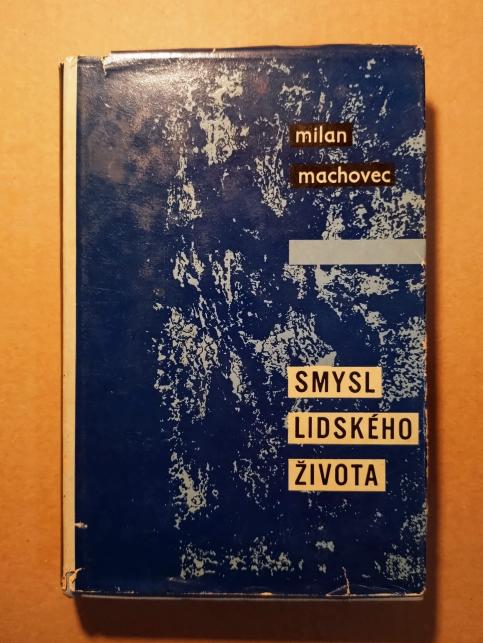 milan
machovec
SMYSL
LIDSKÉHO
ŽIVOTA